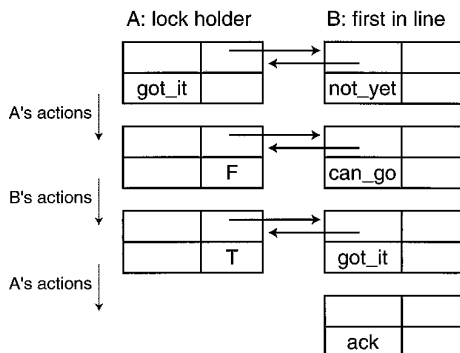 A: lock holder
B: first in line
got_it
not_yet
A's actions
F
can_go
B's actions
T
got_it
A's actions
ack